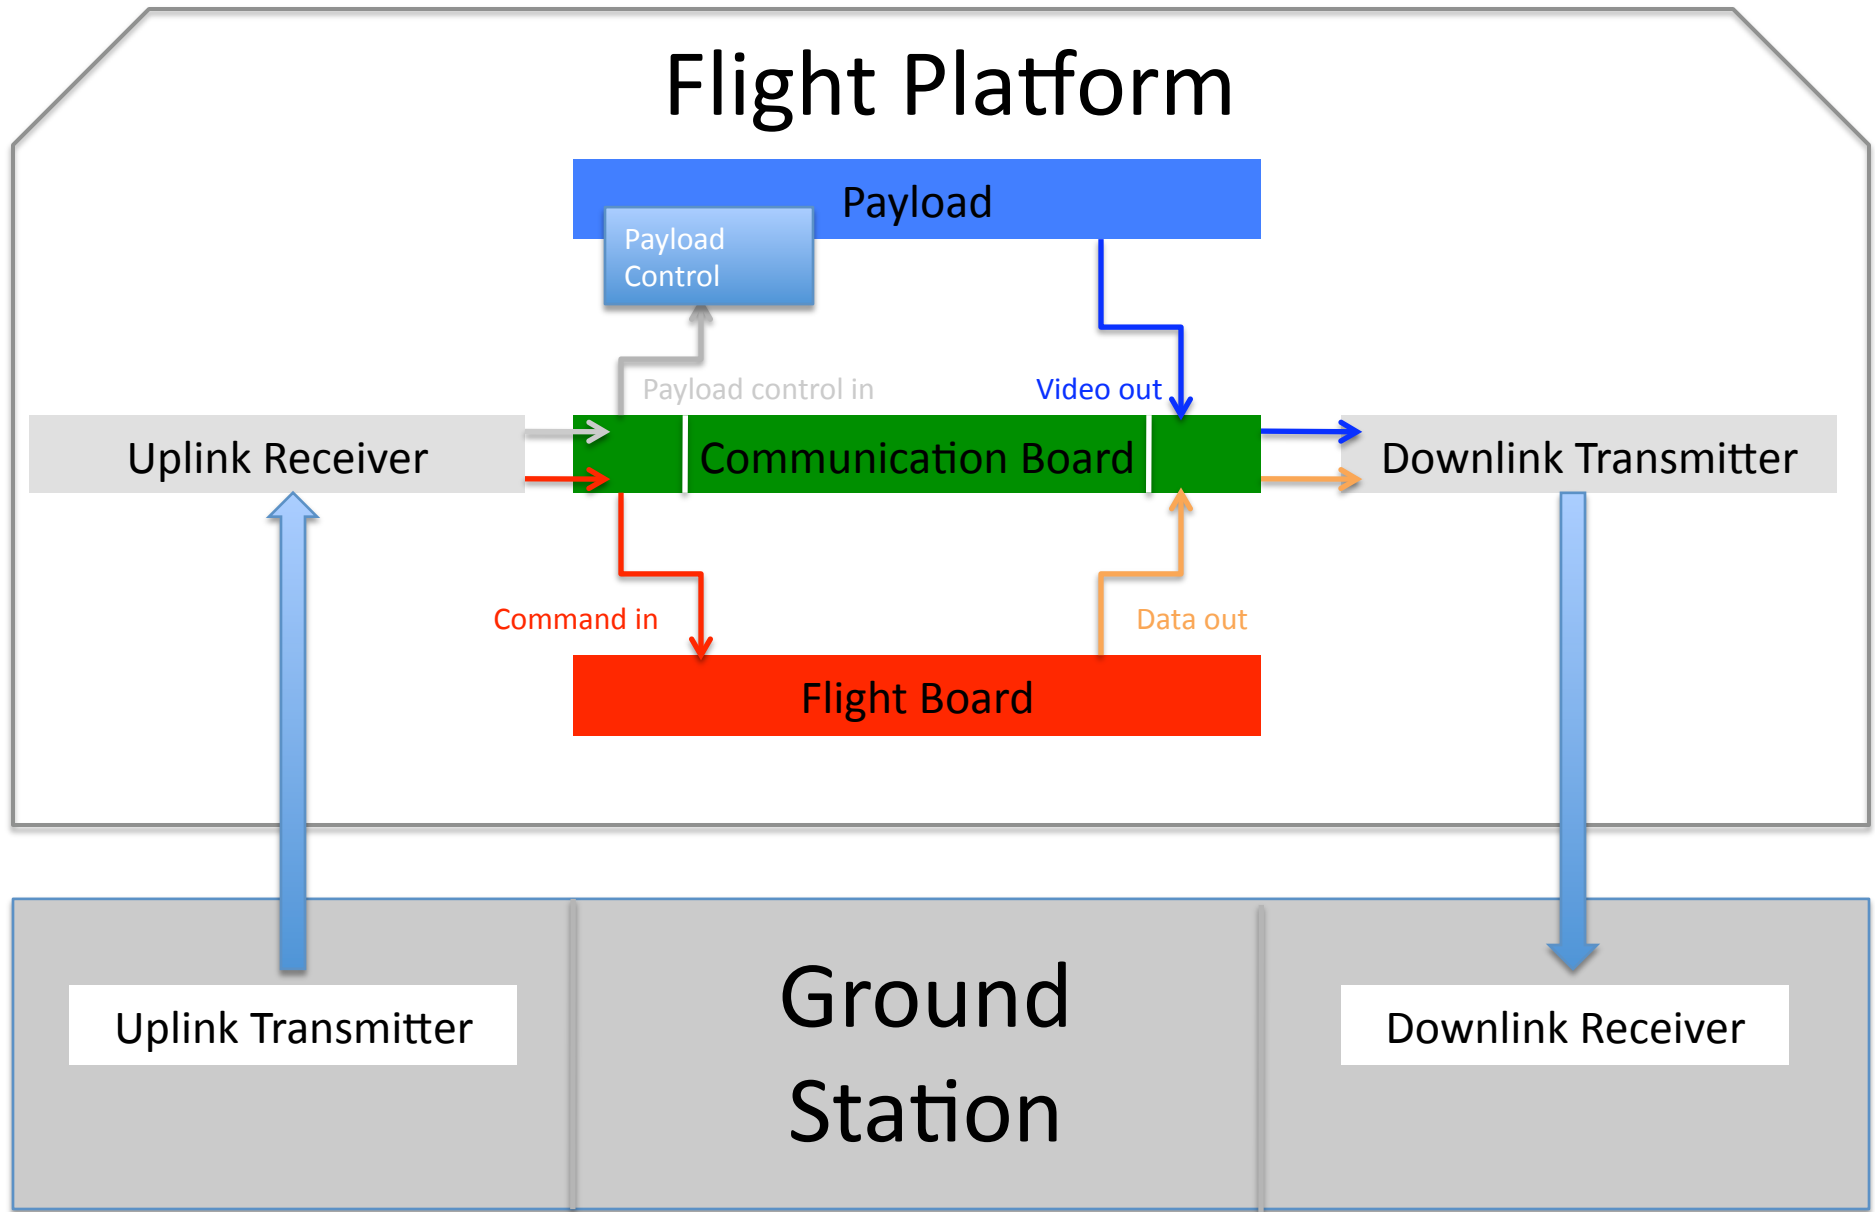 Flight Platform
Payload
Payload
Control
Payload control in
Video out
Uplink Receiver
Communication Board
Downlink Transmitter
Command in
Data out
Flight Board
Ground
Station
Uplink Transmitter
Downlink Receiver